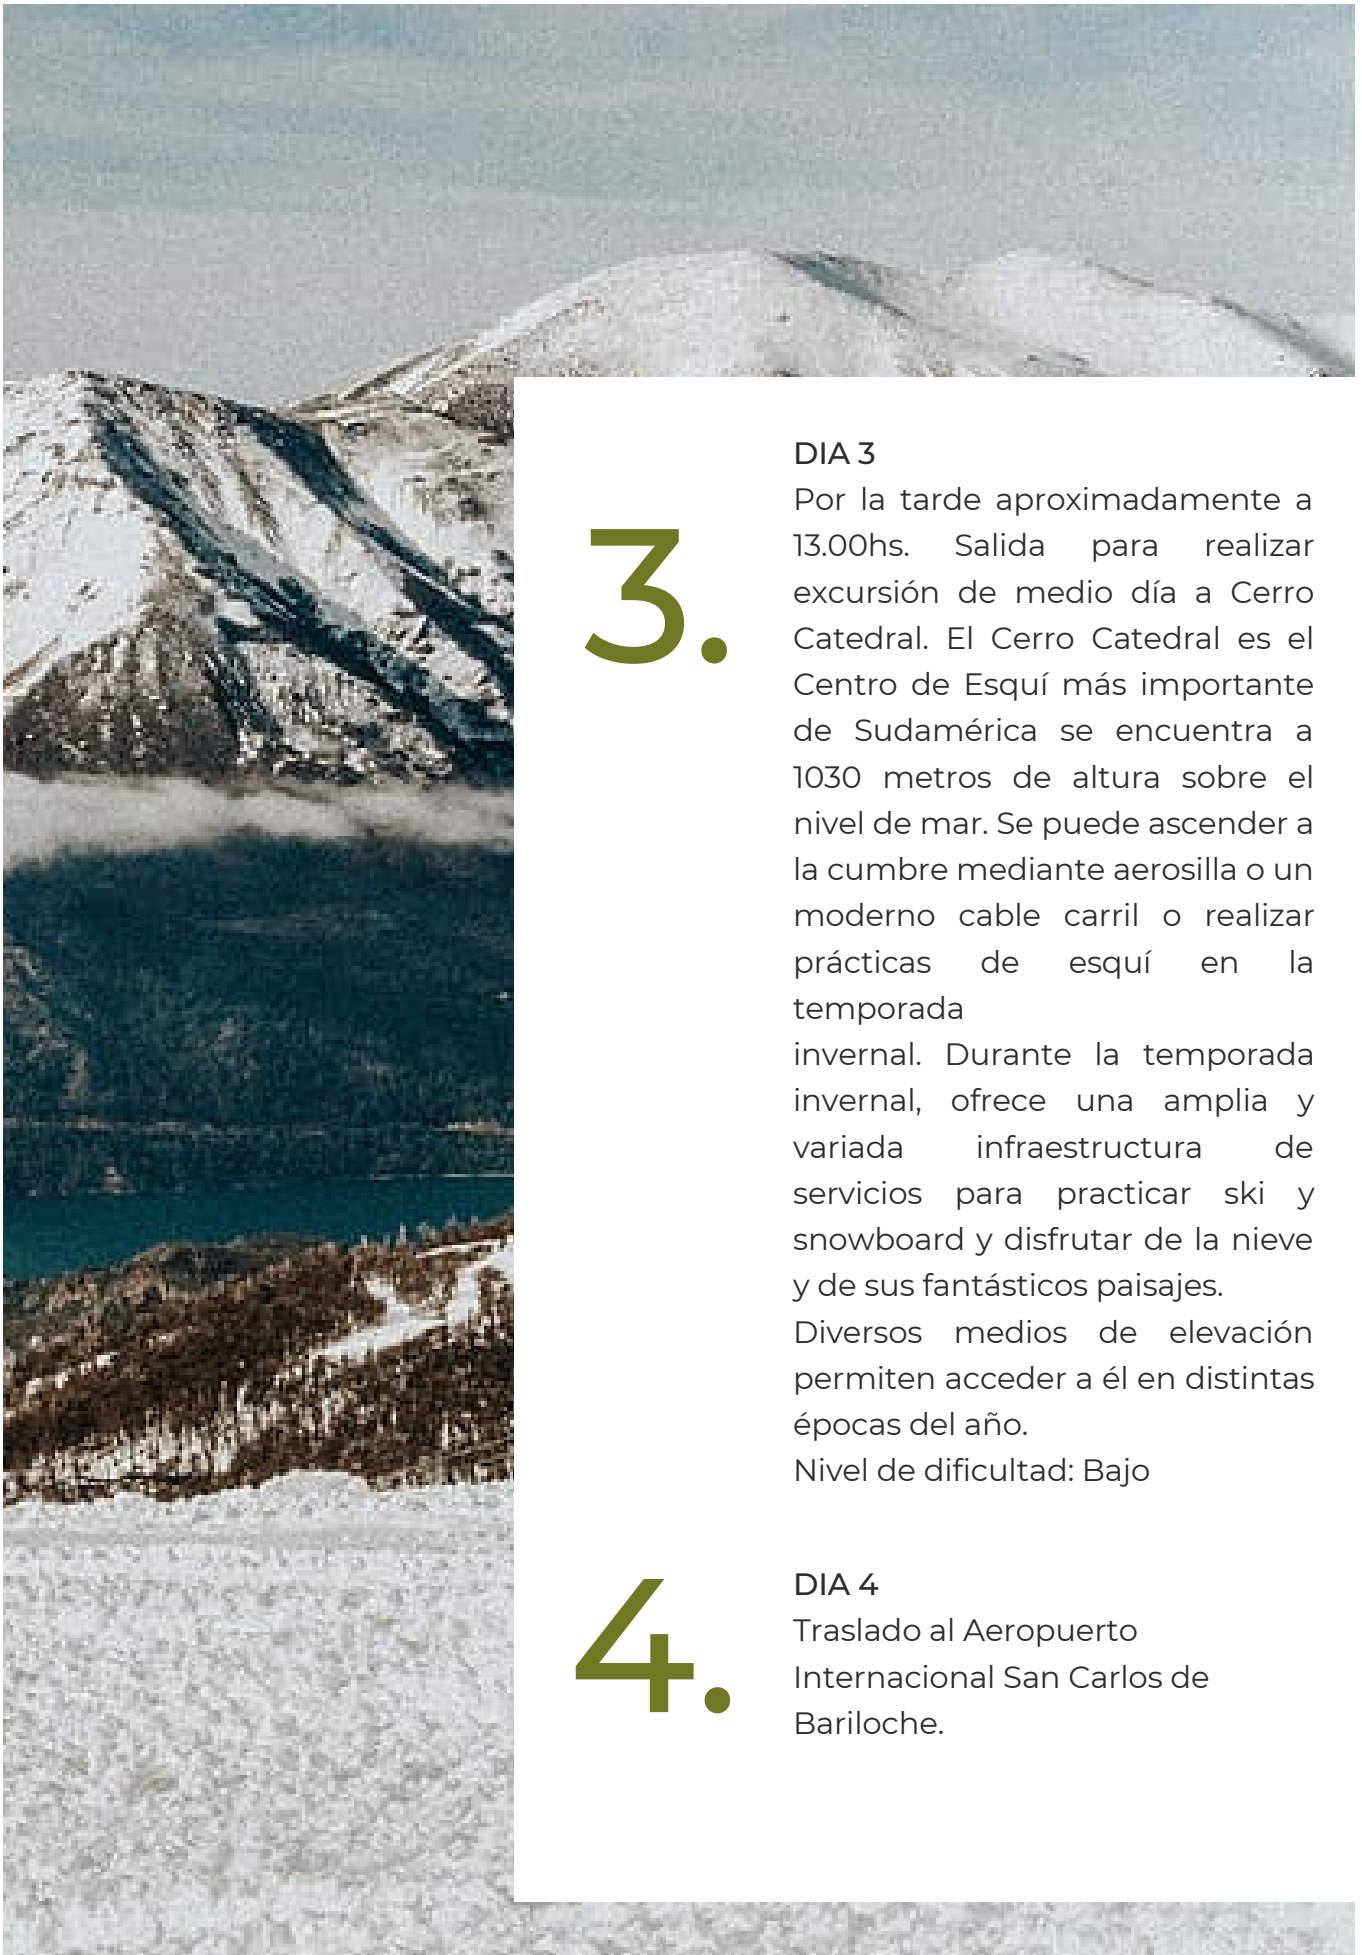 3.
DIA 3
Por la tarde aproximadamente a
13.00hs. Salida para realizar
excursión de medio día a Cerro
Catedral. El Cerro Catedral es el
Centro de Esquí más importante
de Sudamérica se encuentra a
1030 metros de altura sobre el
nivel de mar. Se puede ascender a
la cumbre mediante aerosilla o un
moderno cable carril o realizar
prácticas de esquí en la
temporada
invernal. Durante la temporada
invernal, ofrece una amplia y
variada infraestructura de
servicios para practicar ski y
snowboard y disfrutar de la nieve
y de sus fantásticos paisajes.
Diversos medios de elevación
permiten acceder a él en distintas
épocas del año.
Nivel de dificultad: Bajo
4.
DIA 4
Traslado al Aeropuerto
Internacional San Carlos de
Bariloche.